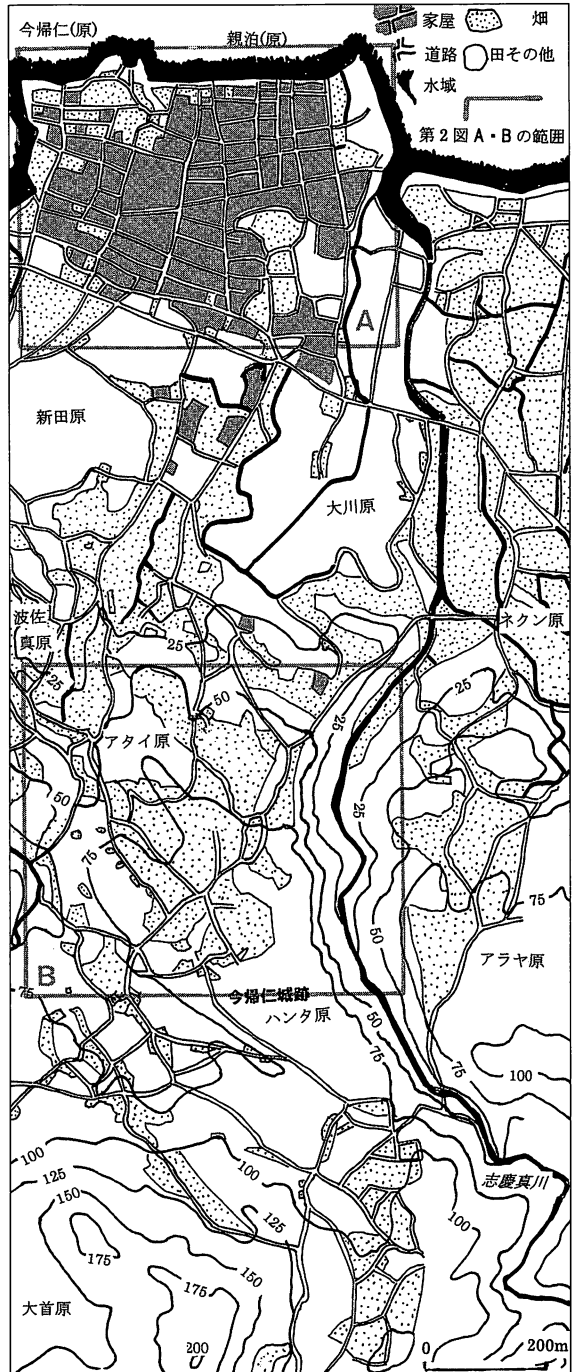 今帰仁(原)
親泊(原)
家屋 畑
道路 田その他
水域
第2図A・Bの範囲
A
新田原
大川原
波佐真原
ネクン原
25
25
25
50
25
25
アタイ原
50
75
50
75
アラヤ原
B
75
今帰仁城跡
ハンタ原
50
75
75
100
志慶真川
100
125
150
100
125
150
100
175
175
200
大首原
0 200m